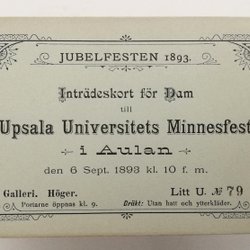 JUBELFESTEN 1893.
Inträdeskort för Dam
till
Upsala Universitets Minnesfest
i Aulan
den 6 Sept. 1893 kl. 10 f. m.
Galleri. Höger. Litt U. № 79
Portarne öppnas kl. 9. Dräkt: Utan hatt och ytterkläder.